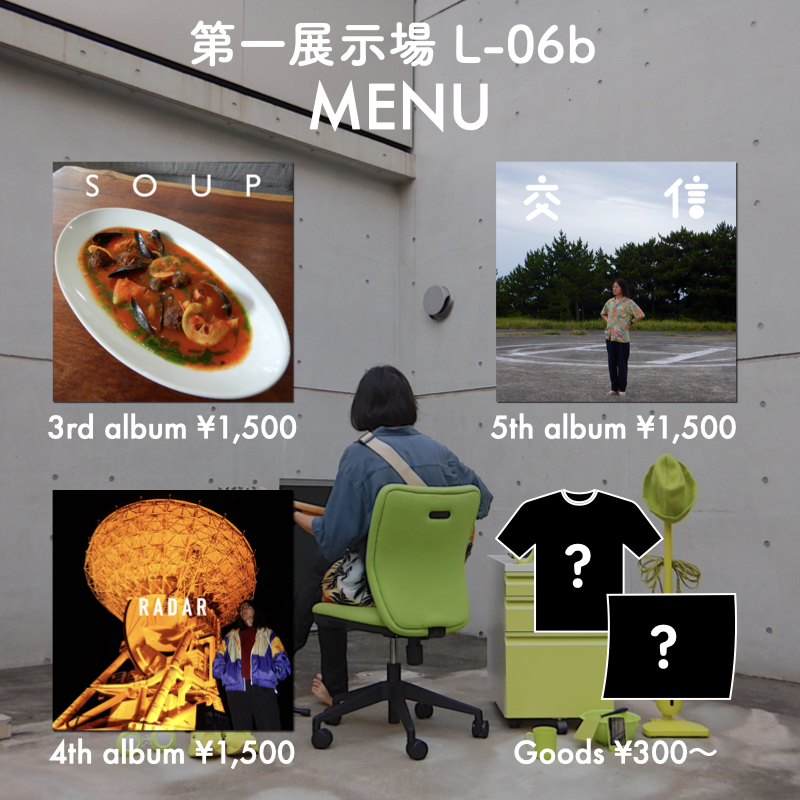 第一展示場 L-06b
MENU
SOUP
3rd album ¥1,500
交信
5th album ¥1,500
RADAR
4th album ¥1,500
?
?
Goods ¥300〜